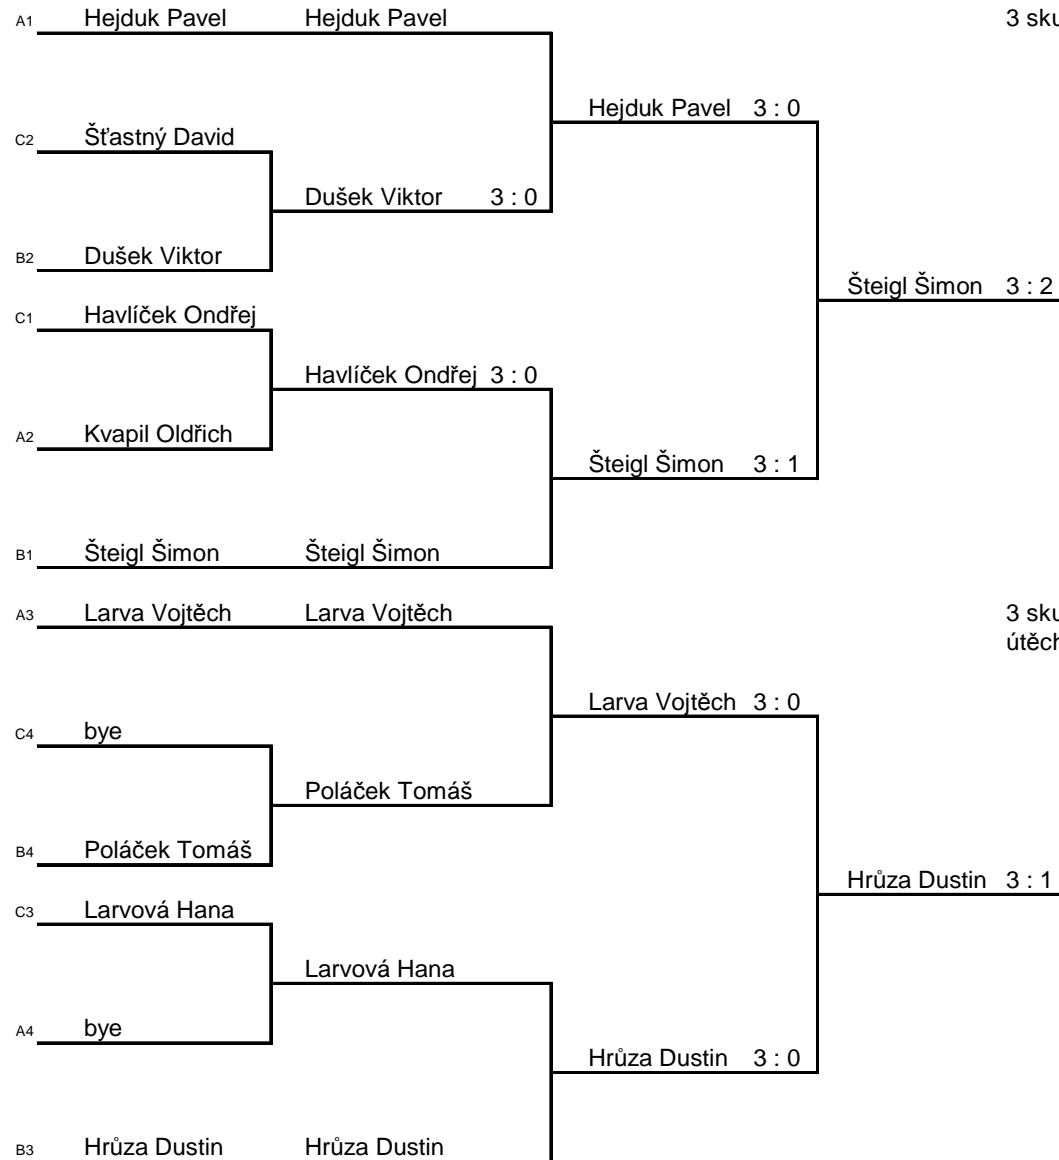 A1 Hejduk Pavel Hejduk Pavel 3 sku
Hejduk Pavel 3 : 0
C2 Šťastný David
Dušek Viktor 3 : 0
B2 Dušek Viktor
Šteigl Šimon 3 : 2
C1 Havlíček Ondřej
Havlíček Ondřej 3 : 0
A2 Kvapil Oldřich
Šteigl Šimon 3 : 1
B1 Šteigl Šimon Šteigl Šimon
A3 Larva Vojtěch Larva Vojtěch 3 sku
útěch
Larva Vojtěch 3 : 0
C4 bye
Poláček Tomáš
B4 Poláček Tomáš
Hrůza Dustin 3 : 1
C3 Larvová Hana
Larvová Hana
A4 bye
Hrůza Dustin 3 : 0
B3 Hrůza Dustin Hrůza Dustin